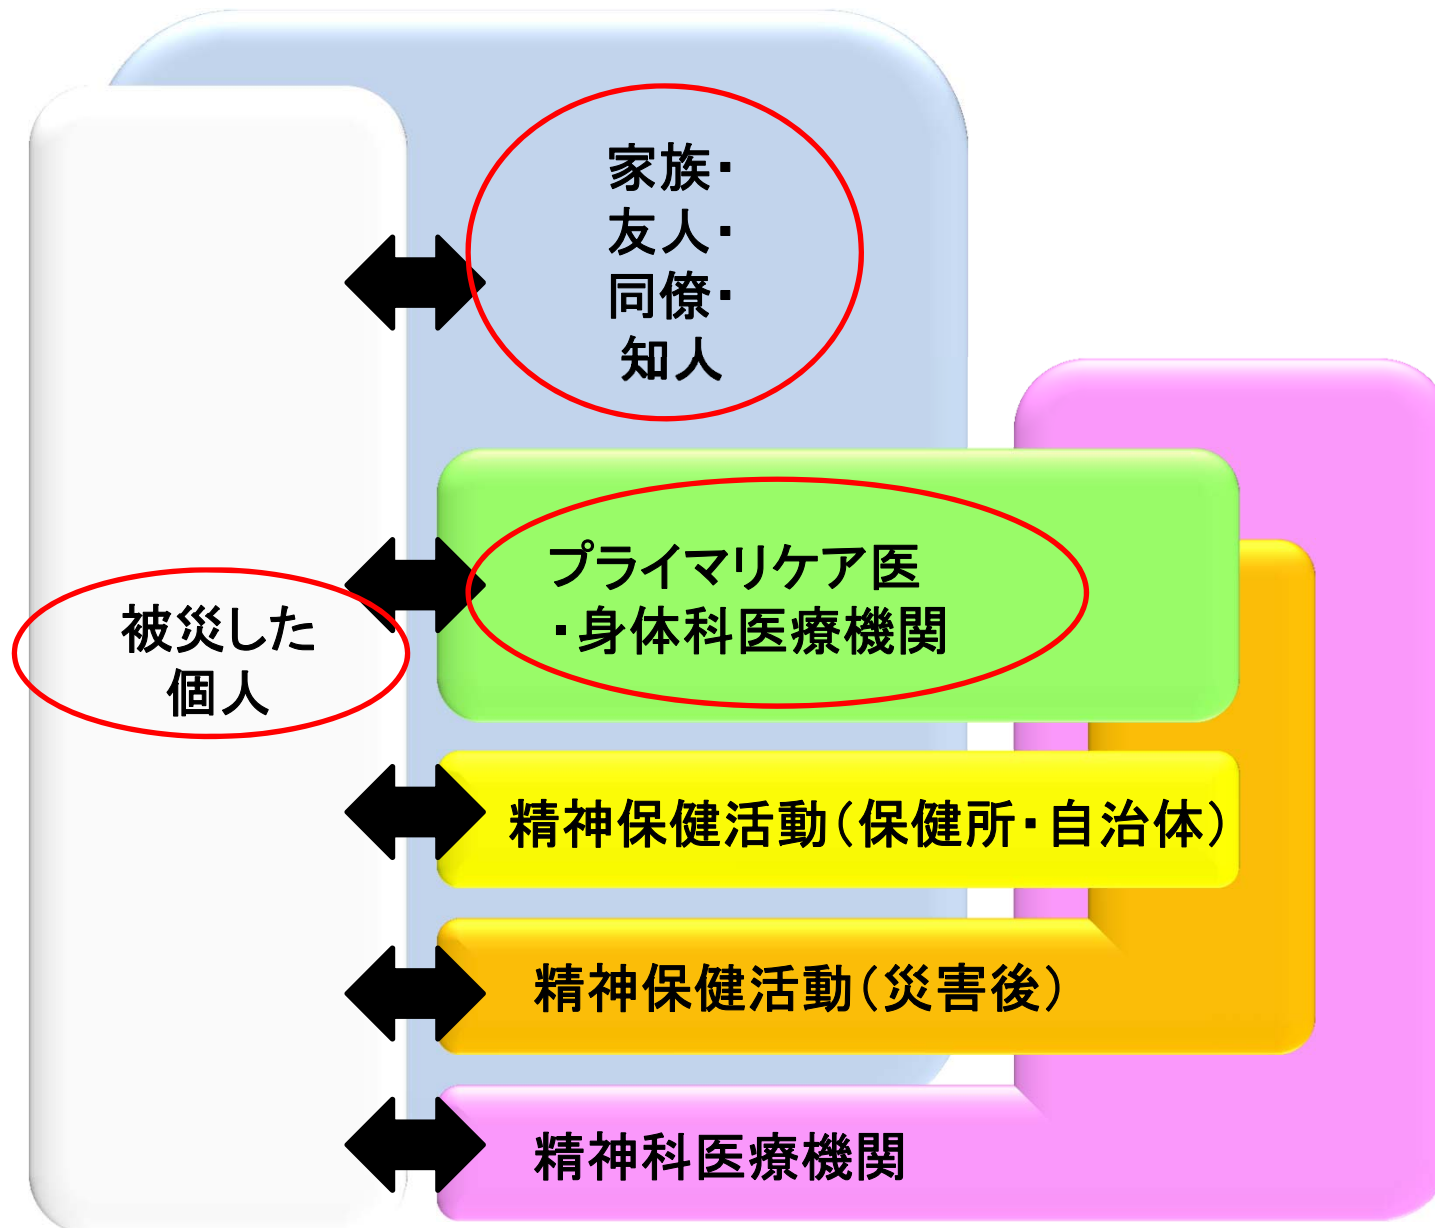 家族・
友人・
同僚・
知人
プライマリケア医
・身体科医療機関
被災した
個人
精神保健活動（保健所・自治体）
精神保健活動（災害後）
精神科医療機関